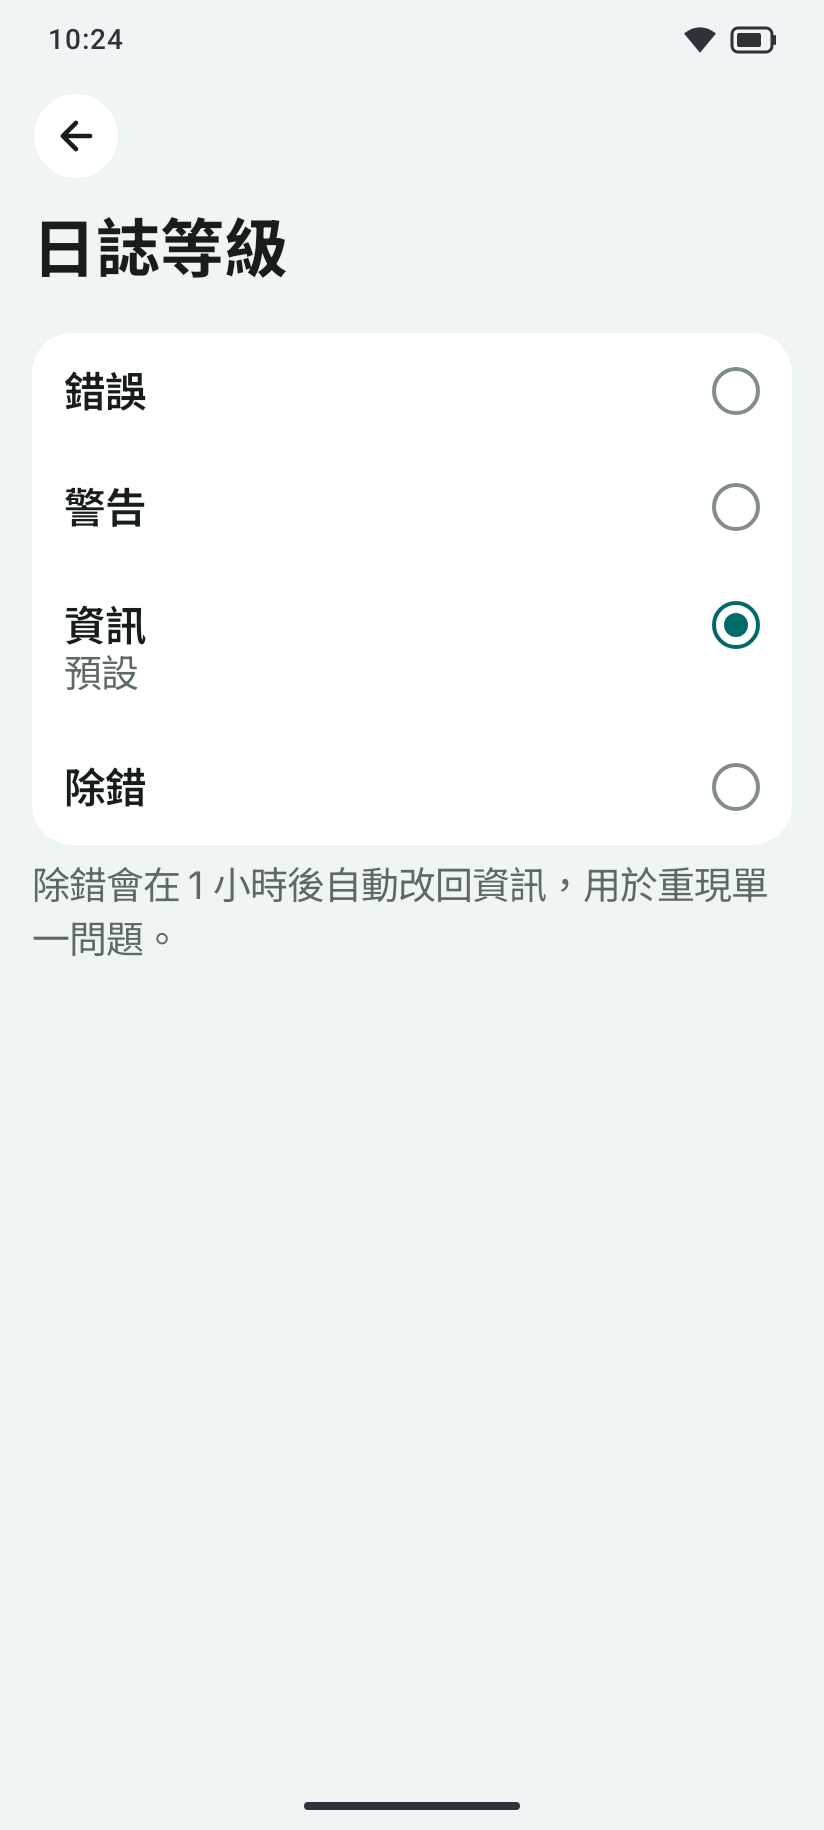 10:24
日誌等級
錯誤
警告
資訊
預設
除錯
除錯會在 1 小時後自動改回資訊，用於重現單
一問題。